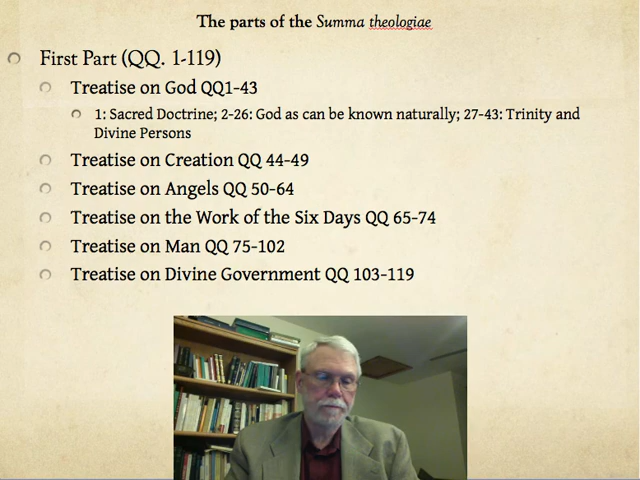 The parts of the Summa theologiae
First Part (QQ. 1-119)
Treatise on God QQ1-43
1: Sacred Doctrine; 2-26: God as can be known naturally; 27-43: Trinity and
Divine Persons
Treatise on Creation QQ 44-49
Treatise on Angels QQ 50-64
Treatise on the Work of the Six Days QQ 65-74
Treatise on Man QQ 75-102
Treatise on Divine Government QQ 103-119